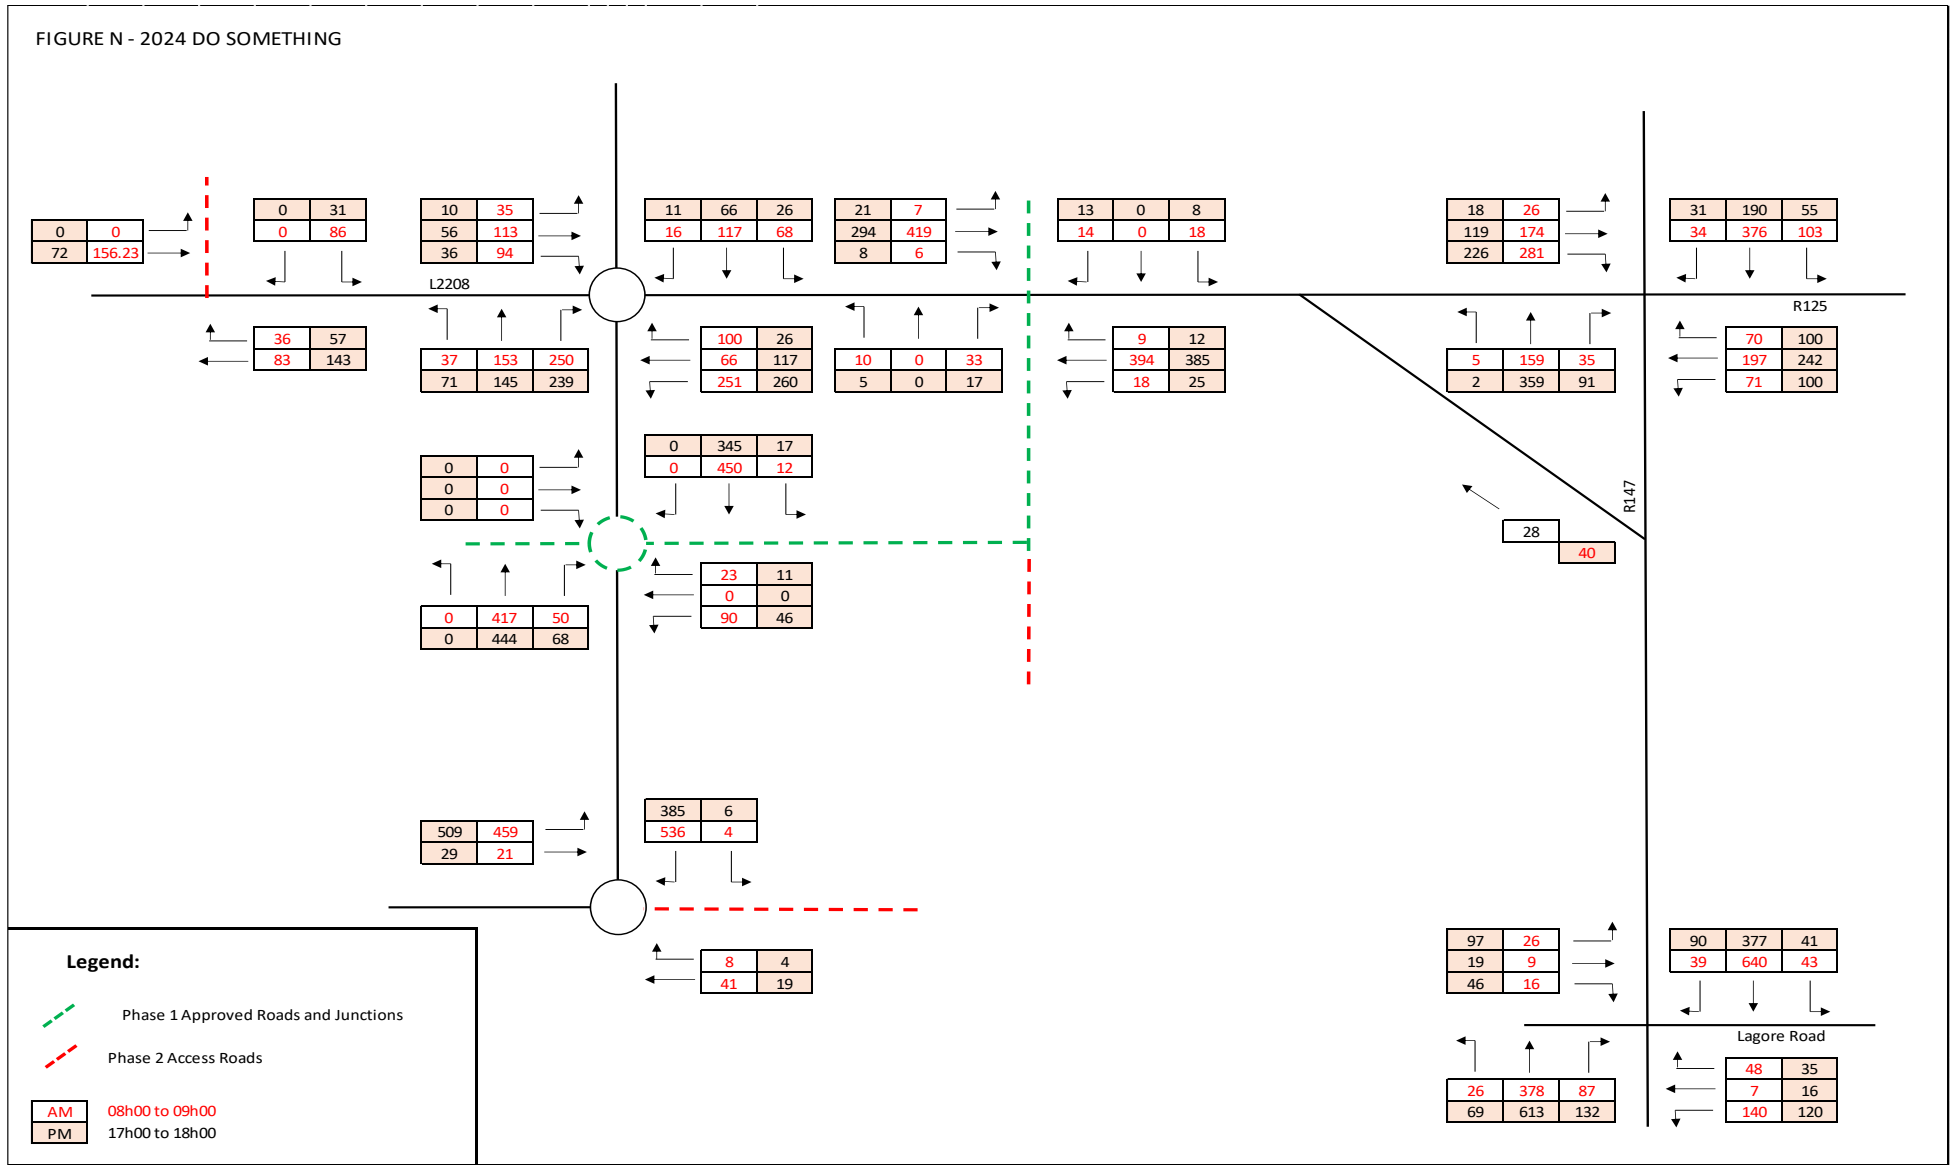 FIGURE N - 2024 DO SOMETHING
0 0
72 156.23
0 31
0 86
10 35
56 113
36 94
11 66 26
16 117 68
21 7
294 419
8 6
13 0 8
14 0 18
18 26
119 174
226 281
31 190 55
34 376 103
L2208
R125
36 57
83 143
37 153 250
71 145 239
100 26
66 117
251 260
10 0 33
5 0 17
9 12
394 385
18 25
5 159 35
2 359 91
70 100
197 242
71 100
0 0
0 0
0 0
0 345 17
0 450 12
R147
28
40
0 417 50
0 444 68
23 11
0 0
90 46
509 459
29 21
385 6
536 4
8 4
41 19
97 26
19 9
46 16
90 377 41
39 640 43
Lagore Road
26 378 87
69 613 132
48 35
7 16
140 120
Legend:
Phase 1 Approved Roads and Junctions
Phase 2 Access Roads
AM 08h00 to 09h00
PM 17h00 to 18h00